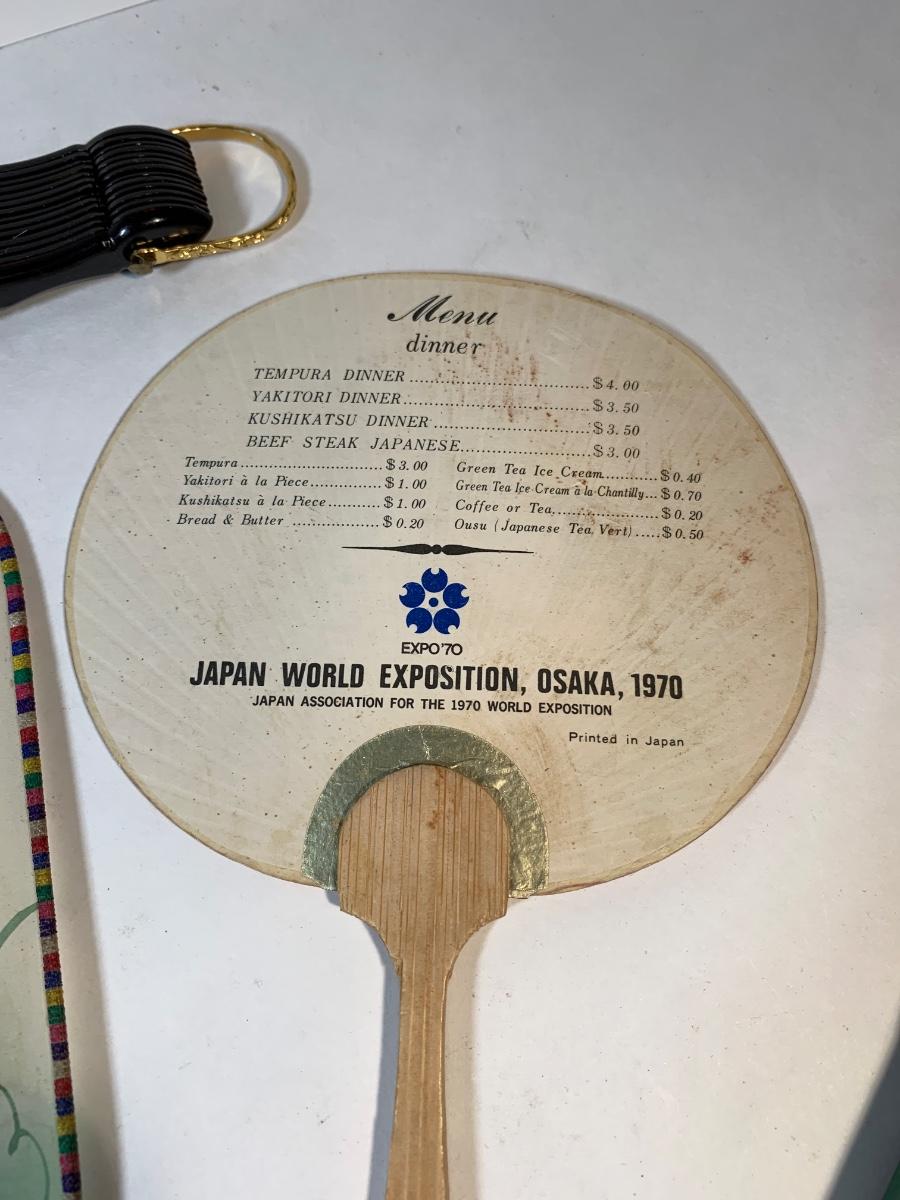 Menu
dinner
TEMPURA DINNER ........................................ $4.00
YAKITORI DINNER ........................................ $3.50
KUSHIKATSU DINNER ................................... $3.50
BEEF STEAK JAPANESE ............................. $3.00
Tempura ................................ $3.00
Yakitori à la Piece ................ $1.00
Kushikatsu à la Piece ............ $1.00
Bread & Butter .................... $0.20
Green Tea Ice Cream ............ $0.40
Green Tea Ice Cream à la Chantilly... $0.70
Coffee or Tea ........................ $0.20
Ousu (Japanese Tea Vert) ..... $0.50
EXPO'70
JAPAN WORLD EXPOSITION, OSAKA, 1970
JAPAN ASSOCIATION FOR THE 1970 WORLD EXPOSITION
Printed in Japan